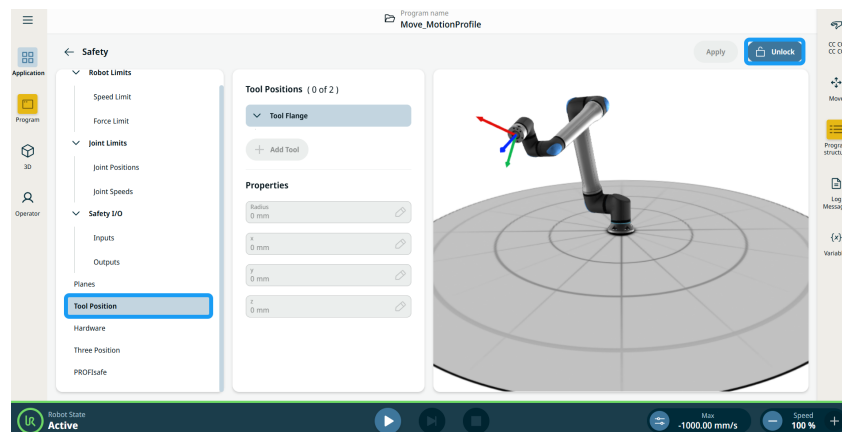 Program name
Move_MotionProfile
Safety
Apply
Unlock
Application
Program
3D
Operator
Robot Limits
Speed Limit
Force Limit
Joint Limits
Joint Positions
Joint Speeds
Safety I/O
Inputs
Outputs
Planes
Tool Position
Hardware
Three Position
PROFIsafe
Tool Positions ( 0 of 2 )
Tool Flange
Add Tool
Properties
Radius
0 mm
x
0 mm
y
0 mm
z
0 mm
Move
Log
{x}
UR
Robot State
Active
Max
-1000.00 mm/s
Speed
100 %